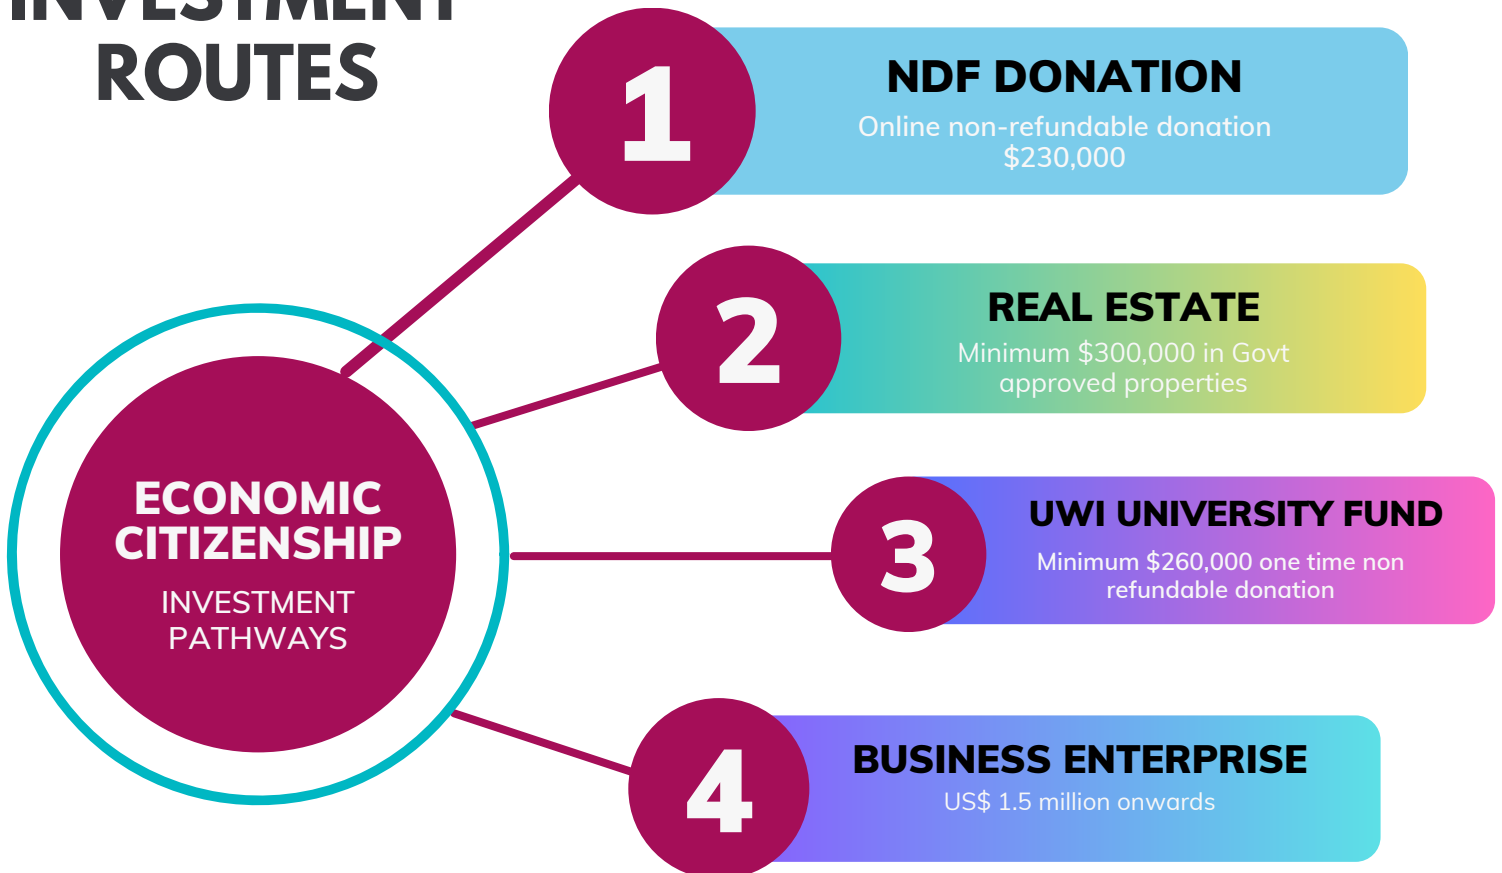 INVESTMENT
ROUTES
1
NDF DONATION
Online non-refundable donation
$230,000
2
REAL ESTATE
Minimum $300,000 in Govt
approved properties
ECONOMIC
CITIZENSHIP
INVESTMENT
PATHWAYS
3
UWI UNIVERSITY FUND
Minimum $260,000 one time non
refundable donation
4
BUSINESS ENTERPRISE
US$ 1.5 million onwards